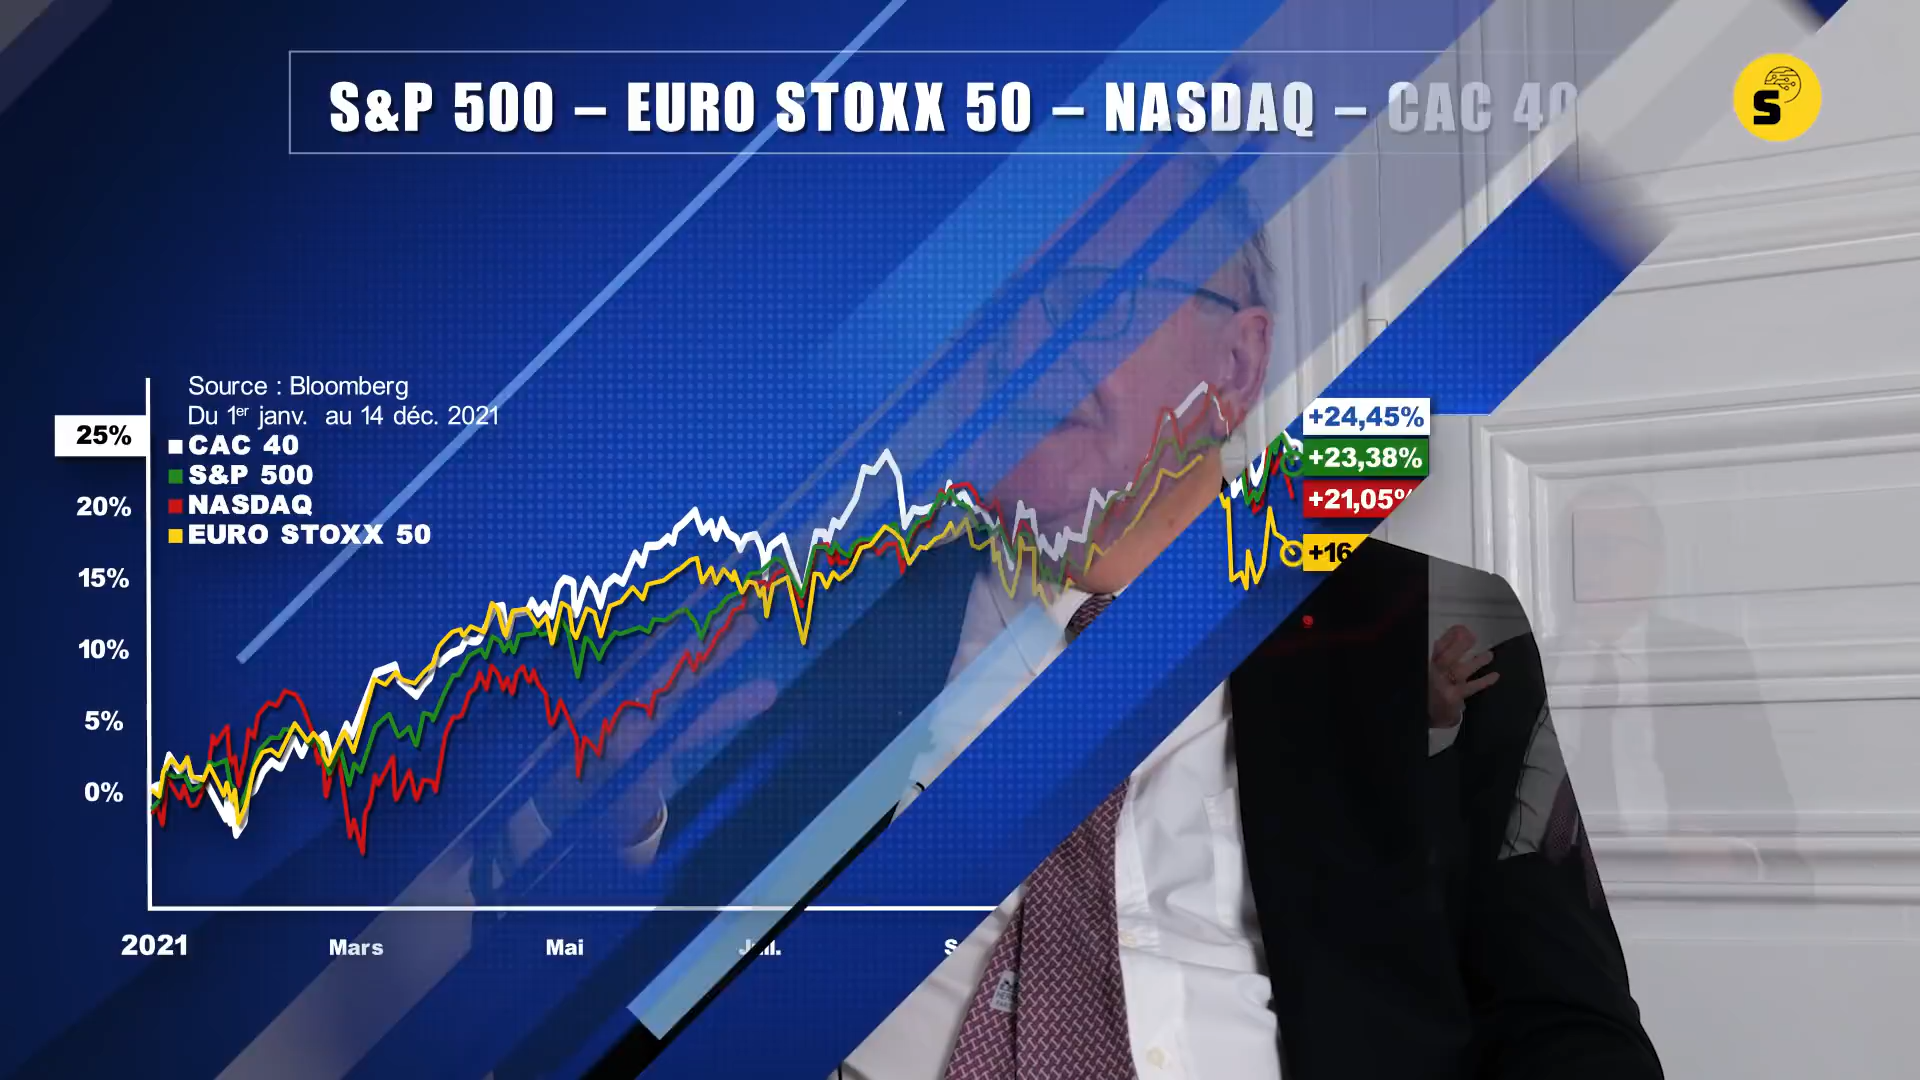 S&P 500 – EURO STOXX 50 – NASDAQ – CAC 40
S
Source : Bloomberg
Du 1er janv. au 14 déc. 2021
CAC 40
S&P 500
NASDAQ
EURO STOXX 50
25%
20%
15%
10%
5%
0%
+24,45%
+23,38%
+21,05%
+16
2021
Mars
Mai
Juil.
S